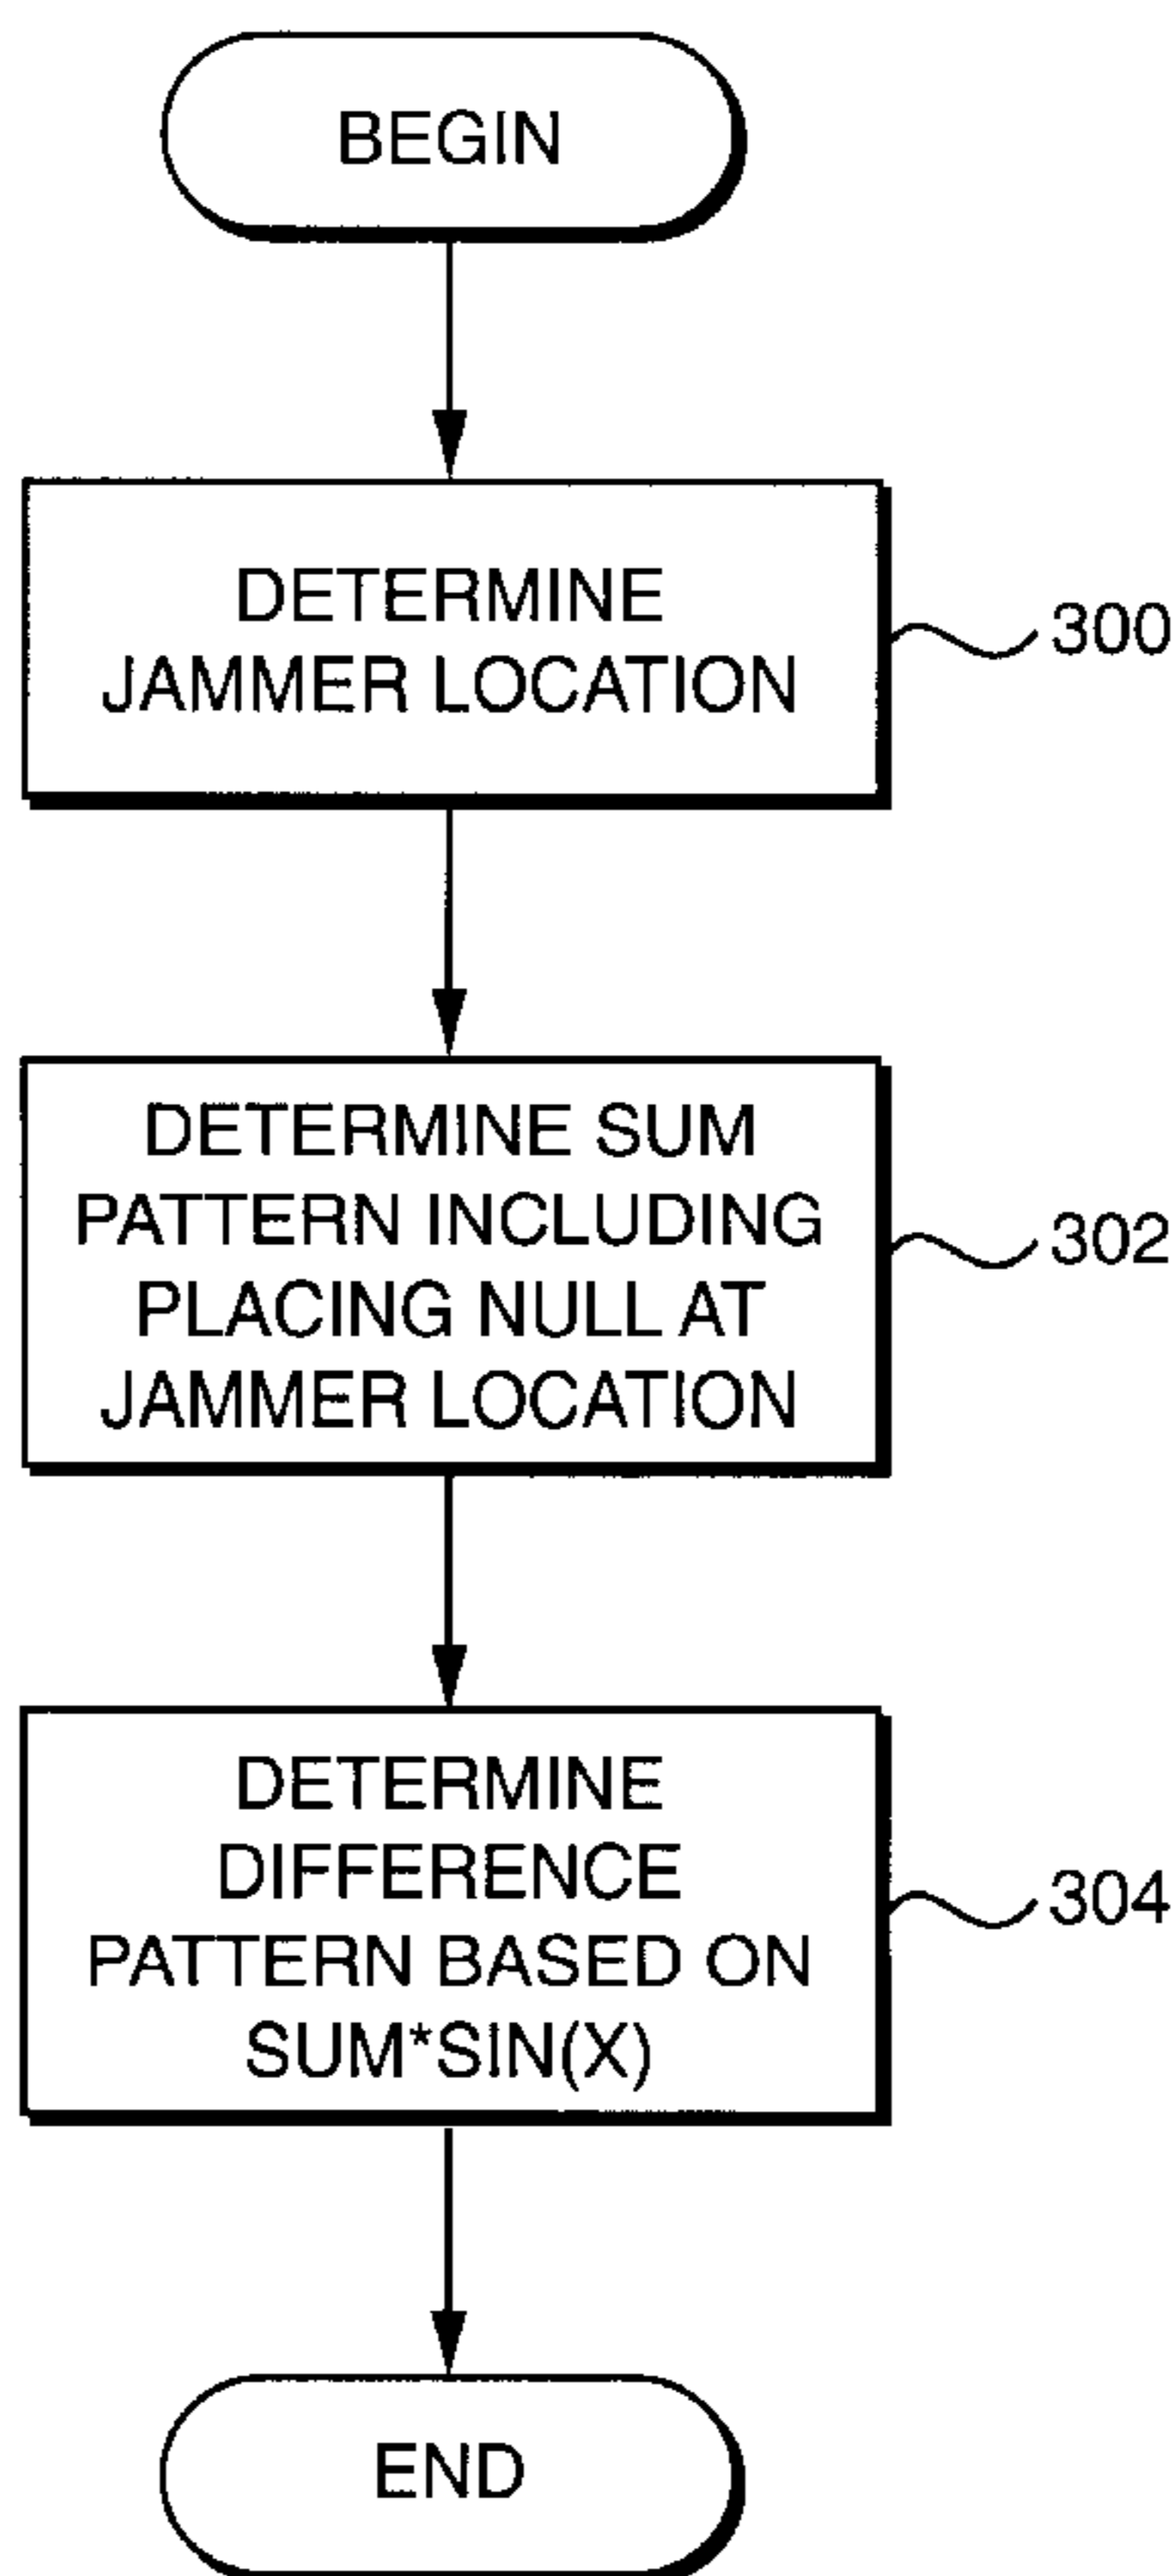 BEGIN
DETERMINE
JAMMER LOCATION
300
DETERMINE SUM
PATTERN INCLUDING
PLACING NULL AT
JAMMER LOCATION
302
DETERMINE
DIFFERENCE
PATTERN BASED ON
SUM*SIN(X)
304
END